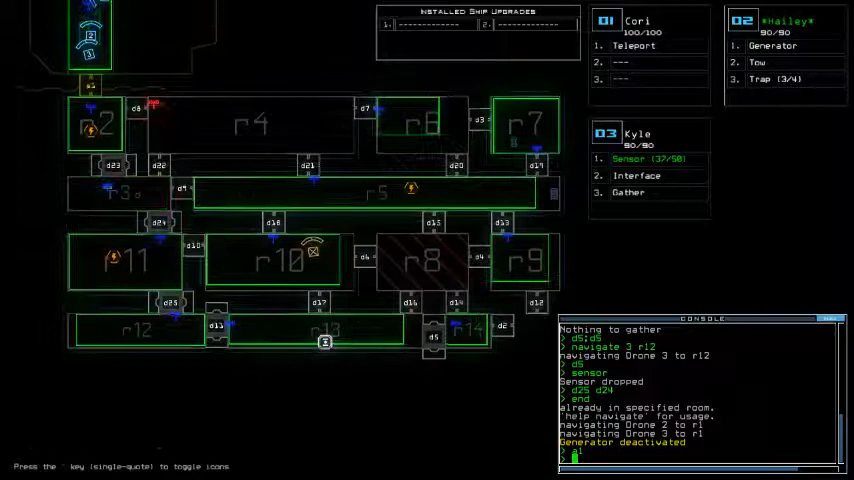 INSTALLED SHIP UPGRADES
1. -------------- 2. --------------
01 Cori
100/100
1. Teleport
2. ---
3. ---
02 *Hailey*
90/90
1. Generator
2. Tow
3. Trap (3/4)
03 Kyle
90/90
1. Sensor (37/50)
2. Interface
3. Gather
2
3
a1
r2
d8
r4
d7
r6
d3
r7
d23
d22
d21
d20
d19
r3
d9
r5
d24
d18
d15
d13
r11
d10
r10
d6
r8
d4
r9
d25
d17
d16
d14
d12
r12
d11
r13
d5
r14
d2
CONSOLE
Nothing to gather
> d5;d5
> navigate 3 r12
navigating Drone 3 to r12
> d5
> sensor
Sensor dropped
> d25 d24
> end
already in specified room.
'help navigate' for usage.
navigating Drone 2 to r1
navigating Drone 3 to r1
Generator deactivated
> a1
>
Press the ' key (single-quote) to toggle icons